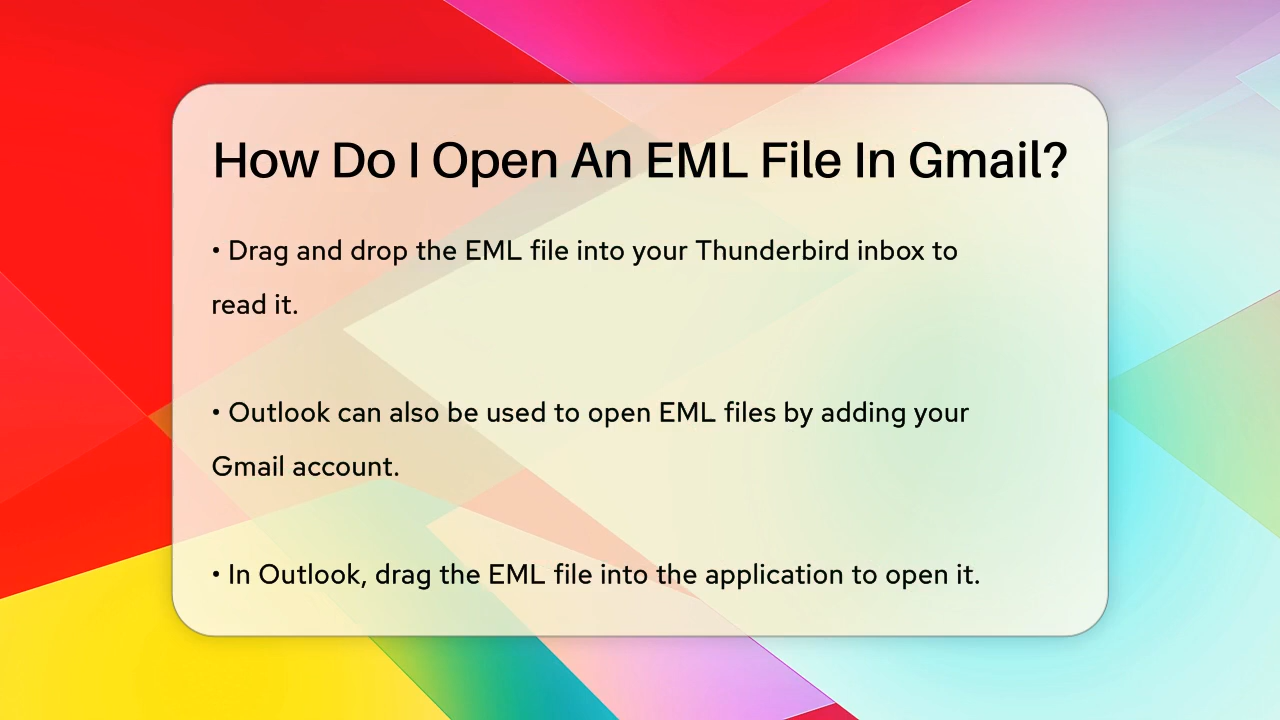 How Do I Open An EML File In Gmail?
• Drag and drop the EML file into your Thunderbird inbox to
read it.
• Outlook can also be used to open EML files by adding your
Gmail account.
• In Outlook, drag the EML file into the application to open it.